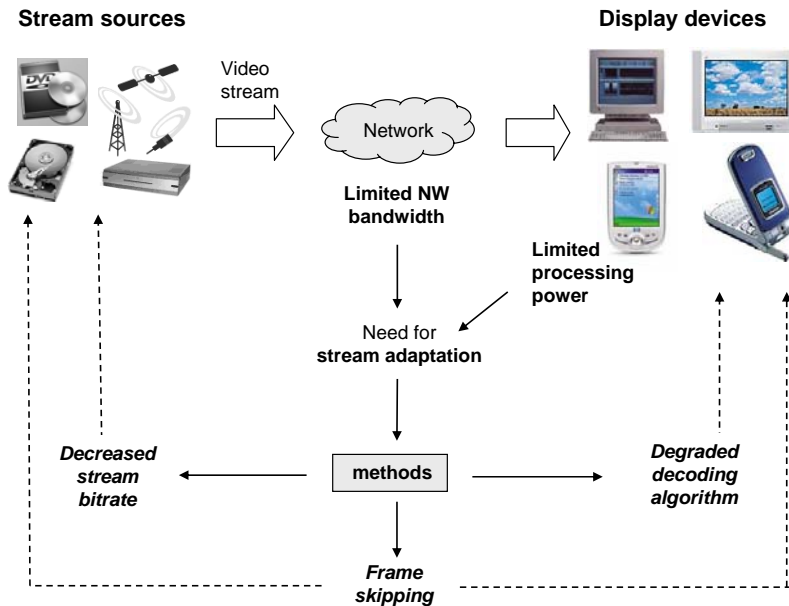 Stream sources
Display devices
DVD
Video
stream
Network
Limited NW
bandwidth
Limited
processing
power
Need for
stream adaptation
Decreased
stream
bitrate
methods
Degraded
decoding
algorithm
Frame
skipping